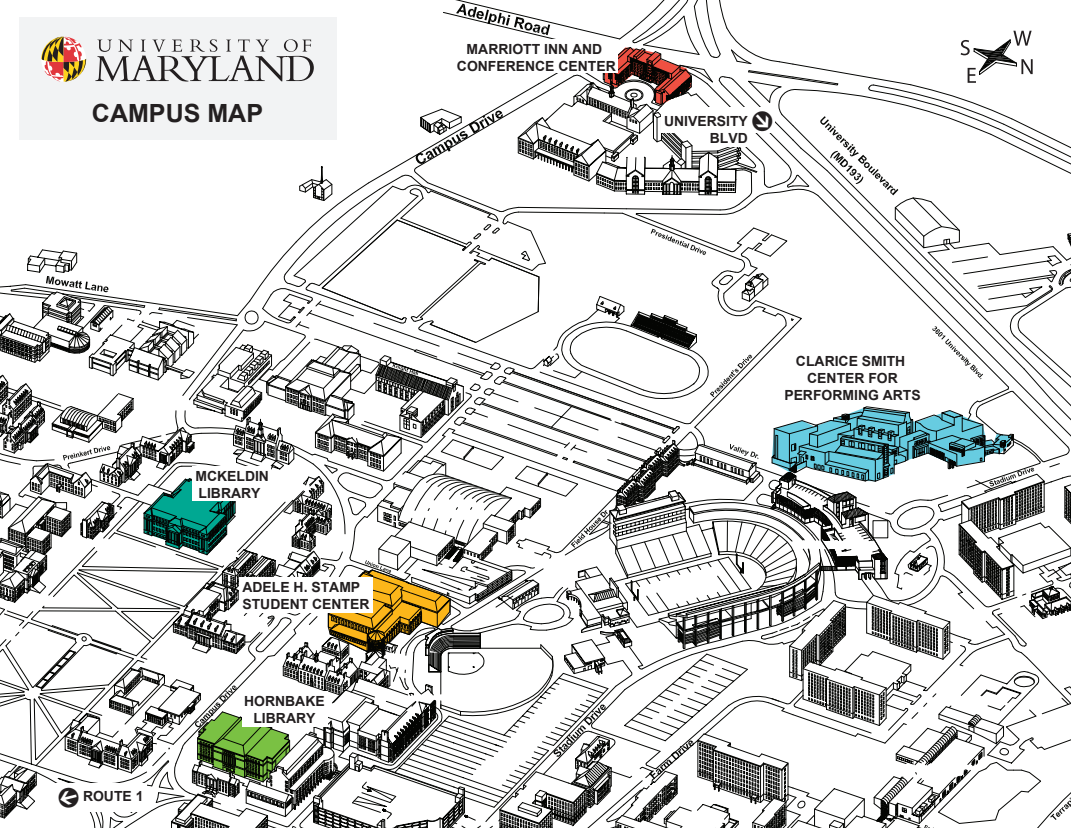 UNIVERSITY OF
MARYLAND
CAMPUS MAP
Adelphi Road
MARRIOTT INN AND
CONFERENCE CENTER
S W
E N
UNIVERSITY
BLVD
Campus Drive
University Boulevard
(MD193)
Presidential Drive
Mowatt Lane
3801 University Blvd.
President's Drive
CLARICE SMITH
CENTER FOR
PERFORMING ARTS
Preinkert Drive
Valley Dr.
MCKELDIN
LIBRARY
Stadium Drive
Field House Dr.
Union Lane
ADELE H. STAMP
STUDENT CENTER
Campus Drive
HORNBAKE
LIBRARY
Stadium Drive
Farm Drive
ROUTE 1